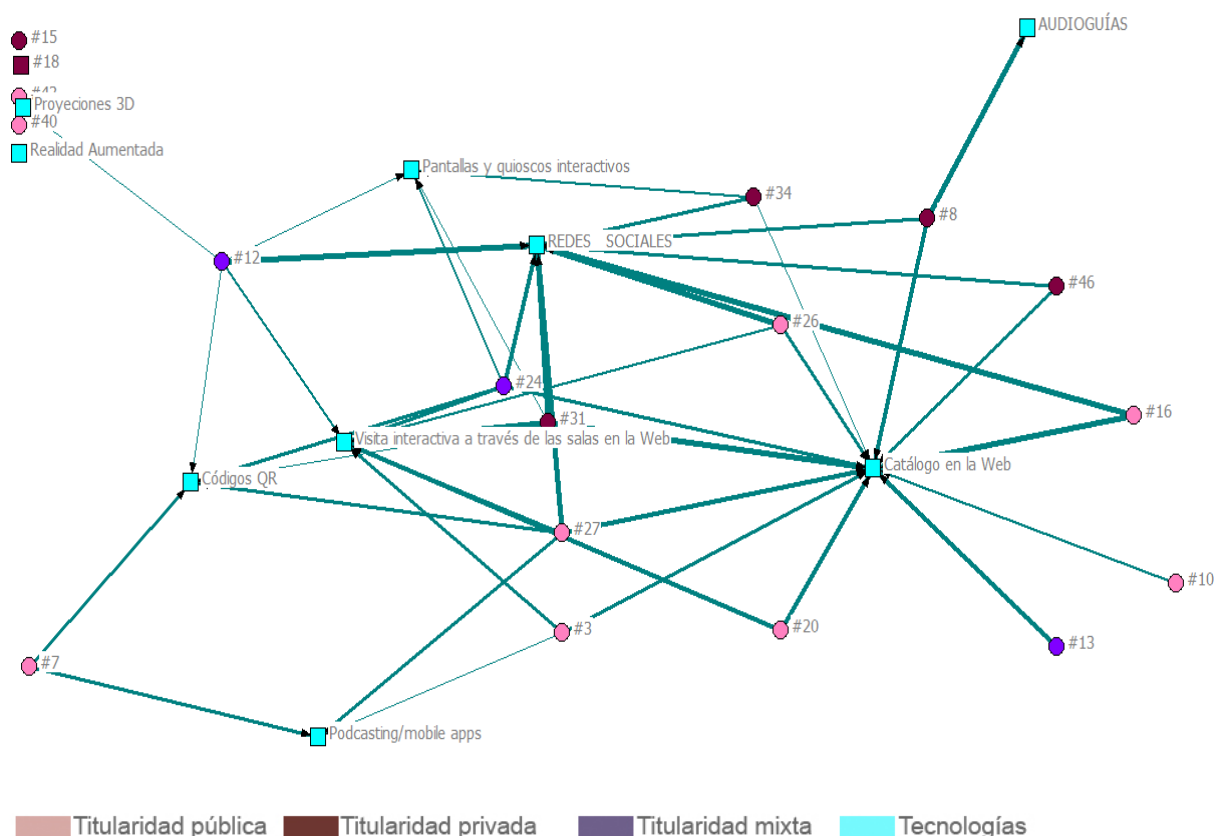 AUDIOGUÍAS
#15
#18
#42
Proyeciones 3D
#40
Realidad Aumentada
Pantallas y quioscos interactivos
#34
#8
#12
REDES SOCIALES
#46
#26
#24
#31
#16
Visita interactiva a través de las salas en la Web
Catálogo en la Web
Códigos QR
#27
#10
#3
#20
#13
#7
Podcasting/mobile apps
Titularidad pública
Titularidad privada
Titularidad mixta
Tecnologías